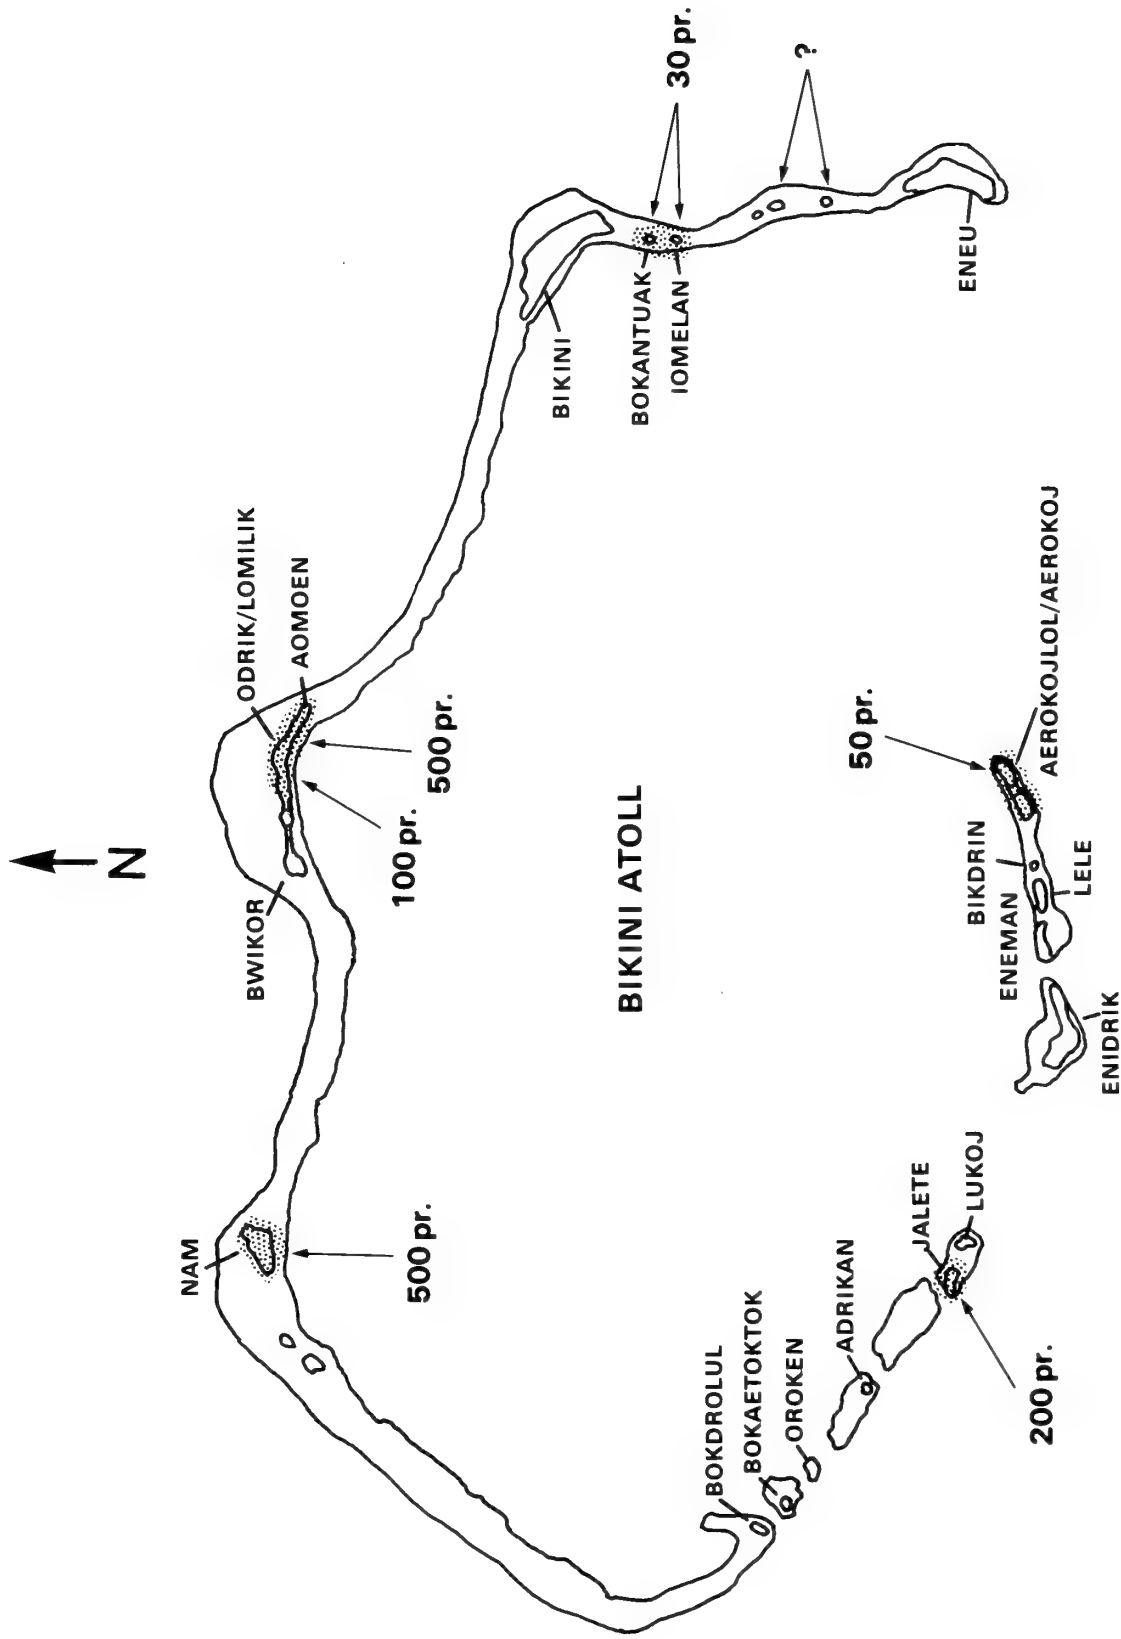 N
NAM
BWIKOR
ODRIK/LOMILIK
AOMOEN
500 pr.
100 pr.
500 pr.
BIKINI
30 pr.
BOKANTUAK
IOMELAN
?
ENEU
BIKINI ATOLL
BOKDROLUL
BOKAETOKTOK
OROKEN
ADRIKAN
JALETE
LUKOJ
200 pr.
ENIDRIK
ENEMAN
BIKDRIN
LELE
50 pr.
AEROKOJLOL/AEROKOJ